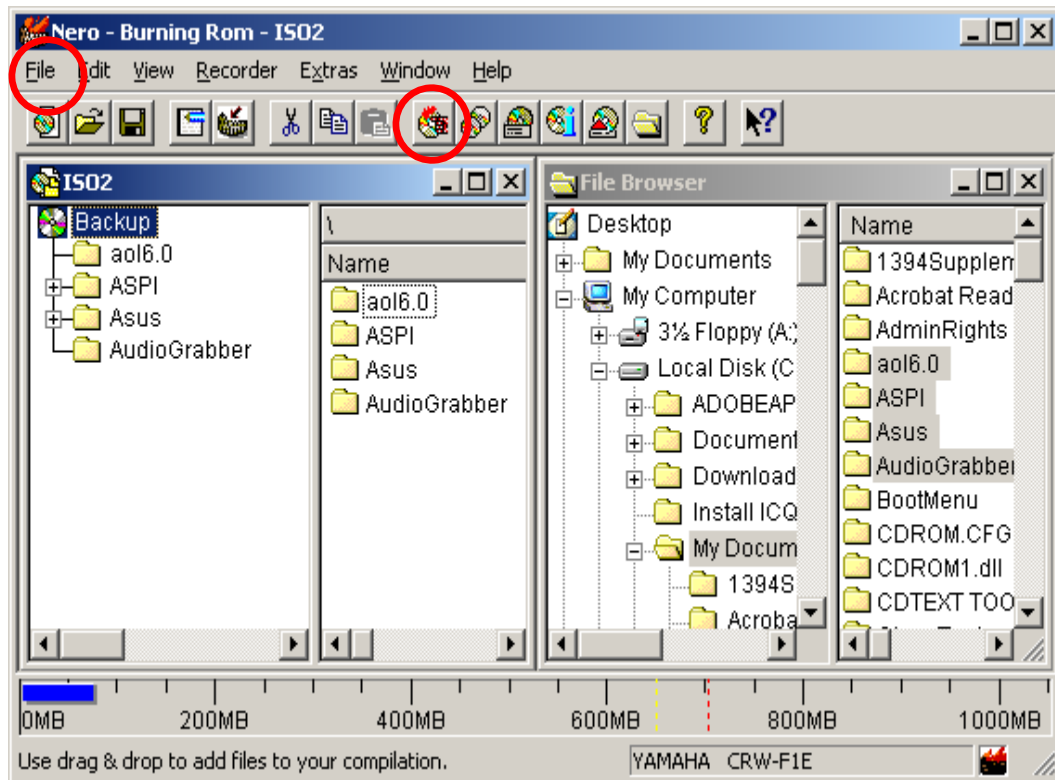 Nero - Burning Rom - ISO2
File Edit View Recorder Extras Window Help
ISO2
Backup
aol6.0
ASPI
Asus
AudioGrabber
\
Name
aol6.0
ASPI
Asus
AudioGrabber
File Browser
Desktop
My Documents
My Computer
3½ Floppy (A:)
Local Disk (C
ADOBEAP
Document
Download
Install ICQ
My Docum
1394S
Acroba
Name
1394Supplem
Acrobat Read
AdminRights
aol6.0
ASPI
Asus
AudioGrabber
BootMenu
CDROM.CFG
CDROM1.dll
CDTEXT TOO
0MB 200MB 400MB 600MB 800MB 1000MB
Use drag & drop to add files to your compilation. YAMAHA CRW-F1E